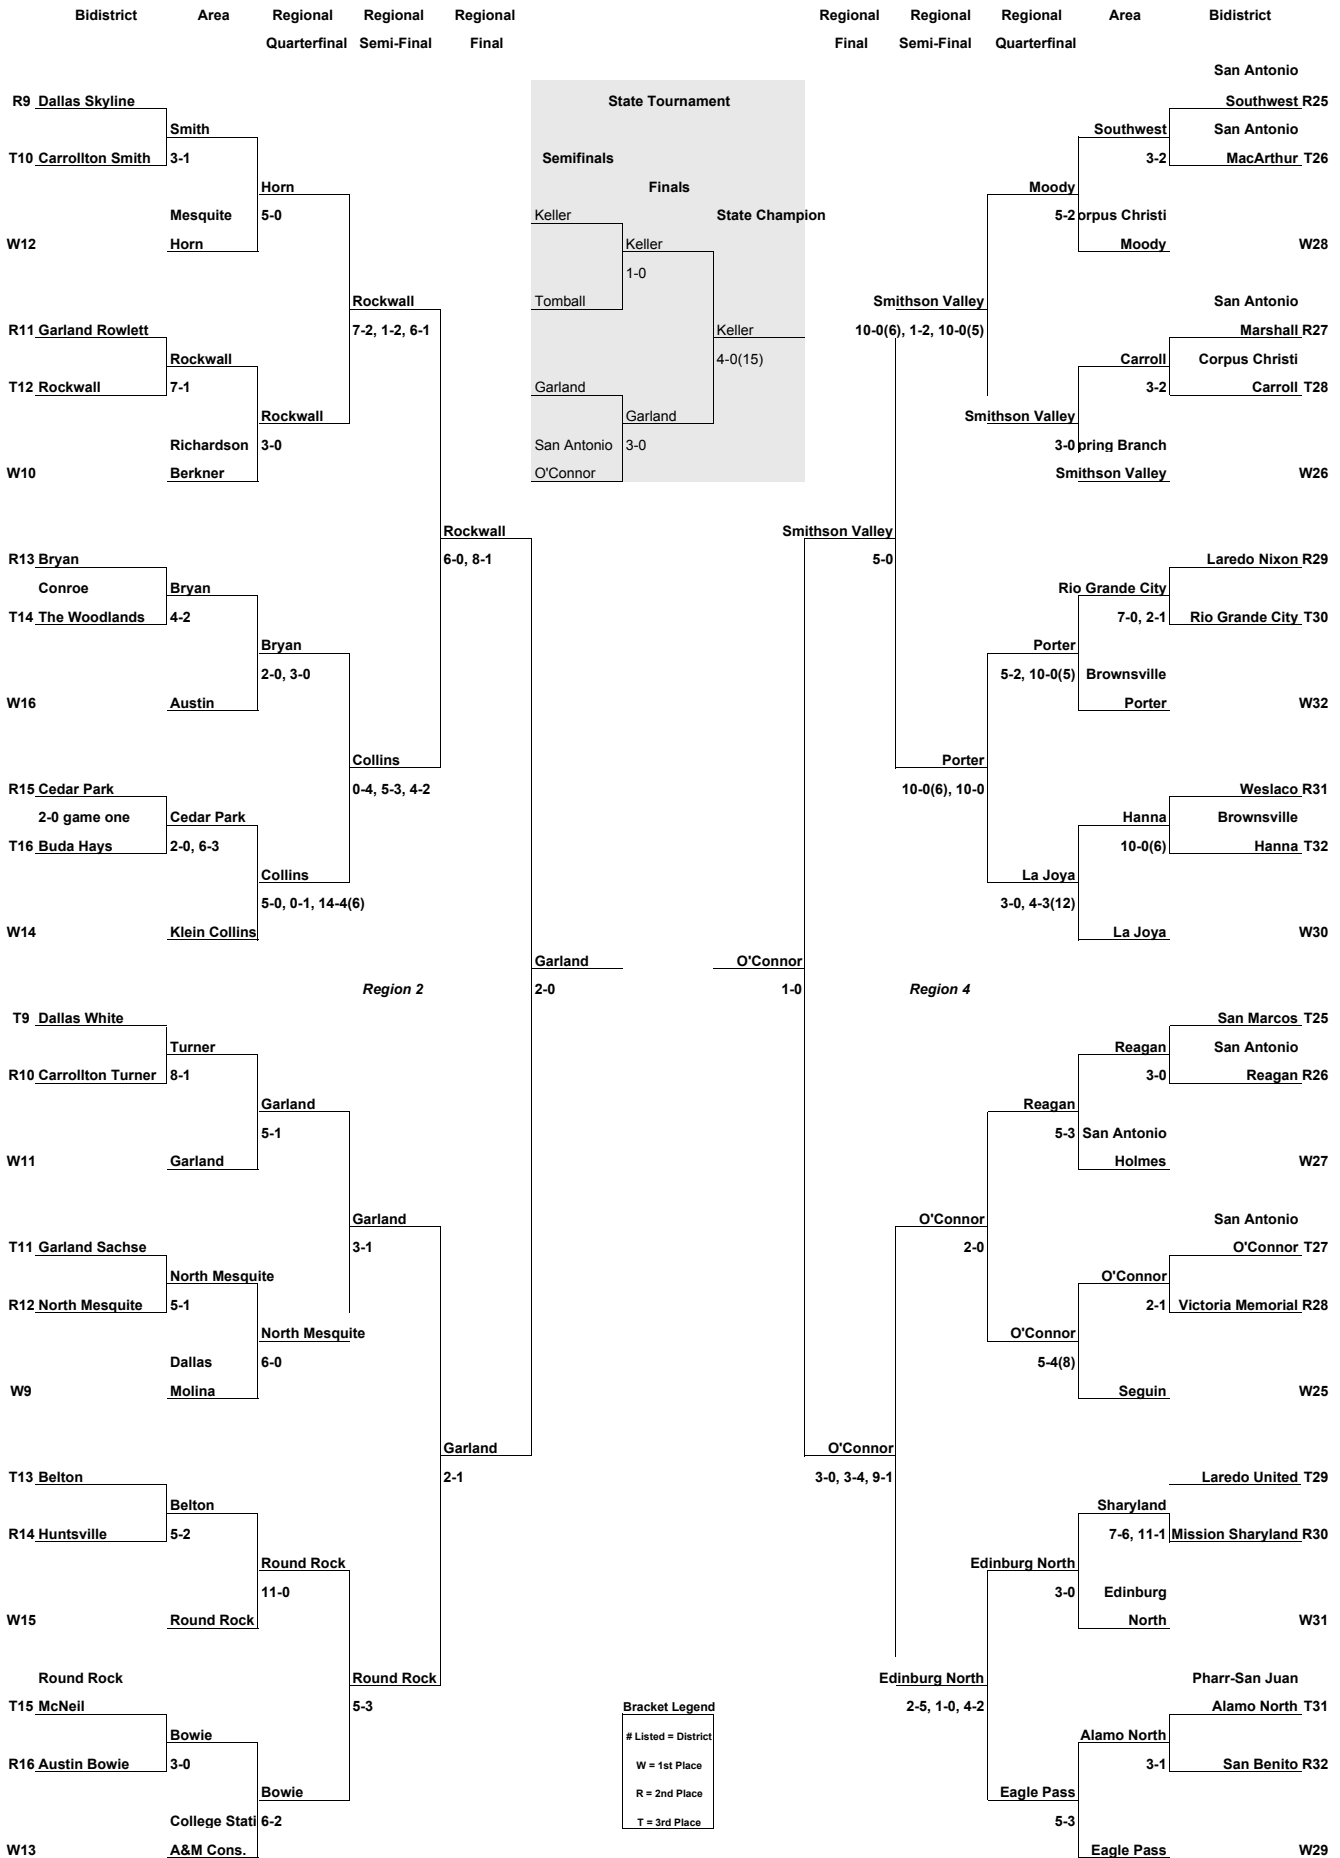 Bidistrict Area Regional Regional Regional Regional Regional Regional Area Bidistrict
Quarterfinal Semi-Final Final Final Semi-Final Quarterfinal
San Antonio
R9 Dallas Skyline State Tournament Southwest R25
Smith Southwest San Antonio
T10 Carrollton Smith 3-1 Semifinals 3-2 MacArthur T26
Horn Finals Moody
Mesquite 5-0 Keller State Champion 5-2 orpus Christi
W12 Horn Keller Moody W28
1-0
Rockwall Tomball Smithson Valley San Antonio
R11 Garland Rowlett 7-2, 1-2, 6-1 Keller 10-0(6), 1-2, 10-0(5) Marshall R27
Rockwall 4-0(15) Carroll Corpus Christi
T12 Rockwall 7-1 Garland 3-2 Carroll T28
Rockwall Garland Smithson Valley
Richardson 3-0 San Antonio 3-0 3-0 pring Branch
W10 Berkner O'Connor Smithson Valley W26
Rockwall Smithson Valley
R13 Bryan 6-0, 8-1 5-0 Laredo Nixon R29
Conroe Bryan Rio Grande City
T14 The Woodlands 4-2 7-0, 2-1 Rio Grande City T30
Bryan Porter
2-0, 3-0 5-2, 10-0(5) Brownsville
W16 Austin Porter W32
Collins Porter
R15 Cedar Park 0-4, 5-3, 4-2 10-0(6), 10-0 Weslaco R31
2-0 game one Cedar Park Hanna Brownsville
T16 Buda Hays 2-0, 6-3 10-0(6) Hanna T32
Collins La Joya
5-0, 0-1, 14-4(6) 3-0, 4-3(12)
W14 Klein Collins La Joya W30
Garland O'Connor
Region 2 2-0 1-0 Region 4
T9 Dallas White San Marcos T25
Turner Reagan San Antonio
R10 Carrollton Turner 8-1 3-0 Reagan R26
Garland Reagan
5-1 5-3 San Antonio
W11 Garland Holmes W27
Garland O'Connor San Antonio
T11 Garland Sachse 3-1 2-0 O'Connor T27
North Mesquite O'Connor
R12 North Mesquite 5-1 2-1 Victoria Memorial R28
North Mesquite O'Connor
Dallas 6-0 5-4(8)
W9 Molina Seguin W25
Garland O'Connor
T13 Belton 2-1 3-0, 3-4, 9-1 Laredo United T29
Belton Sharyland
R14 Huntsville 5-2 7-6, 11-1 Mission Sharyland R30
Round Rock Edinburg North
11-0 3-0 Edinburg
W15 Round Rock North W31
Round Rock Round Rock Edinburg North Pharr-San Juan
T15 McNeil 5-3 Bracket Legend 2-5, 1-0, 4-2 Alamo North T31
Bowie # Listed = District Alamo North
R16 Austin Bowie 3-0 W = 1st Place 3-1 San Benito R32
Bowie R = 2nd Place Eagle Pass
College Stati 6-2 T = 3rd Place 5-3
W13 A&M Cons. Eagle Pass W29